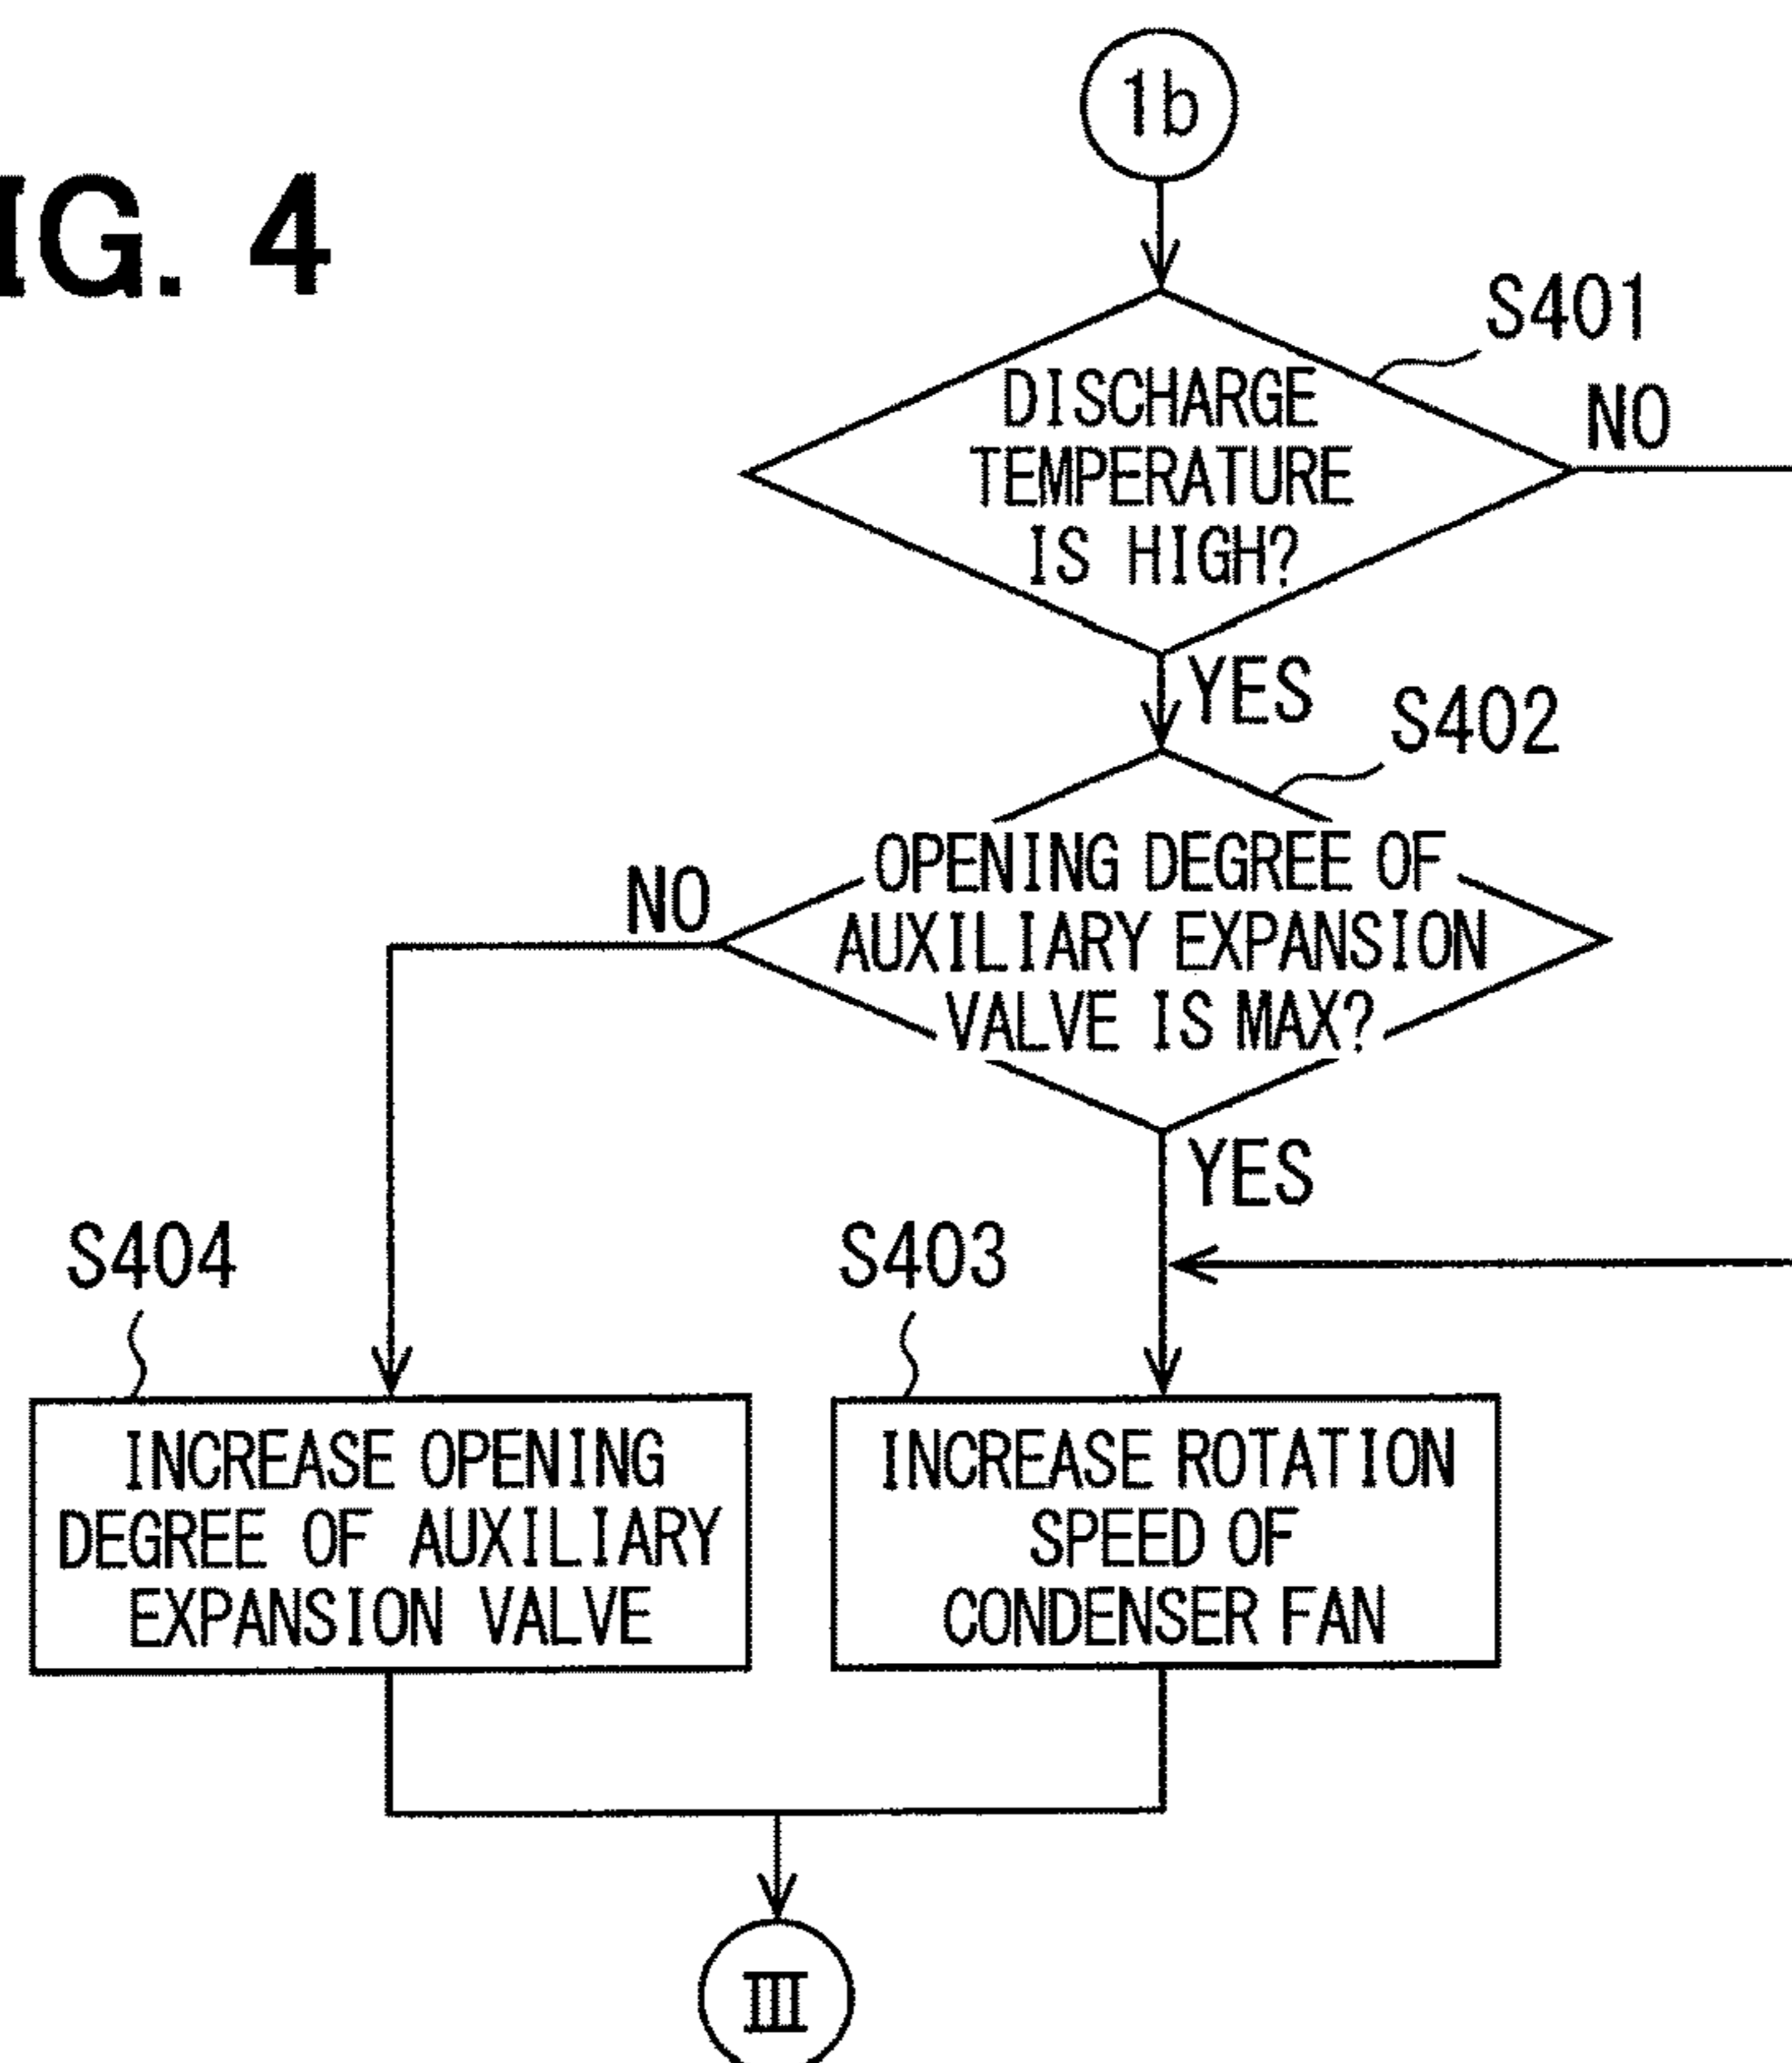 IG. 4
1b
S401
DISCHARGE
TEMPERATURE
IS HIGH?
NO
YES
S402
OPENING DEGREE OF
AUXILIARY EXPANSION
VALVE IS MAX?
NO
YES
S404
S403
INCREASE OPENING
DEGREE OF AUXILIARY
EXPANSION VALVE
INCREASE ROTATION
SPEED OF
CONDENSER FAN
III